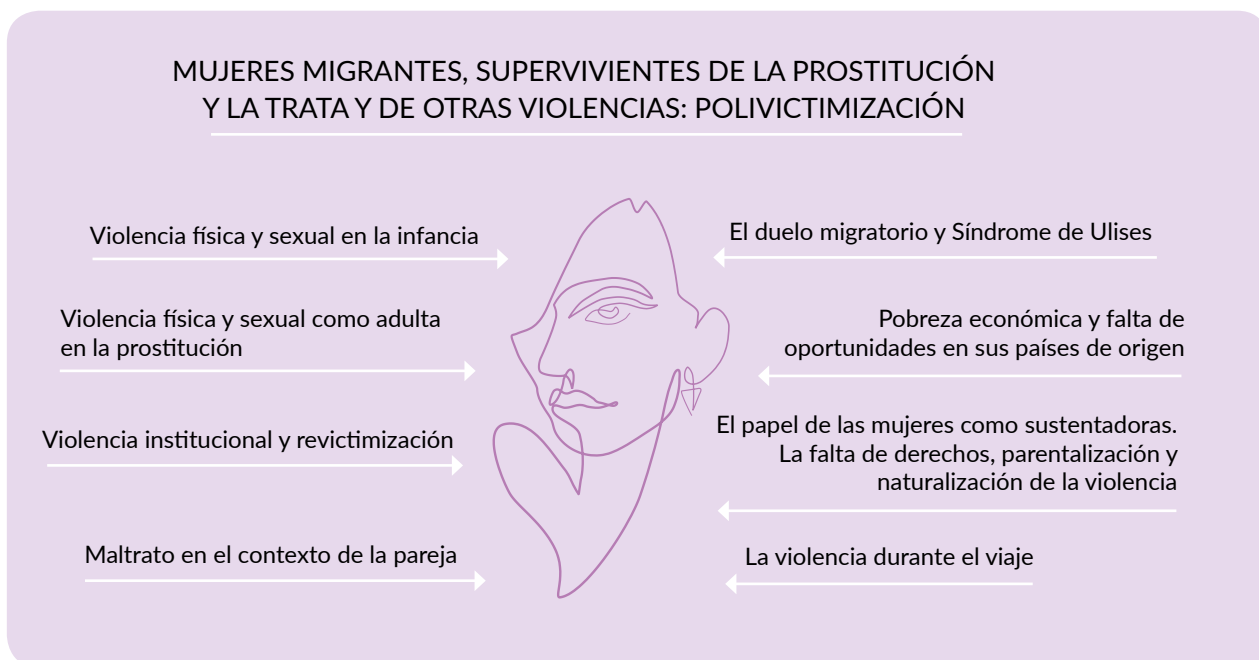 MUJERES MIGRANTES, SUPERVIVIENTES DE LA PROSTITUCIÓN
Y LA TRATA Y DE OTRAS VIOLENCIAS: POLIVICTIMIZACIÓN
Violencia física y sexual en la infancia
Violencia física y sexual como adulta
en la prostitución
Violencia institucional y revictimización
Maltrato en el contexto de la pareja
El duelo migratorio y Síndrome de Ulises
Pobreza económica y falta de
oportunidades en sus países de origen
El papel de las mujeres como sustentadoras.
La falta de derechos, parentalización y
naturalización de la violencia
La violencia durante el viaje